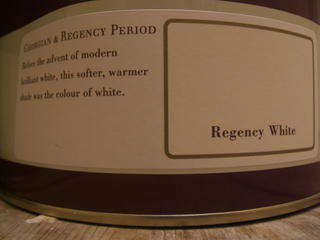 Georgian & Regency Period
Before the advent of modern
brilliant white, this softer, warmer
shade was the colour of white.
Regency White